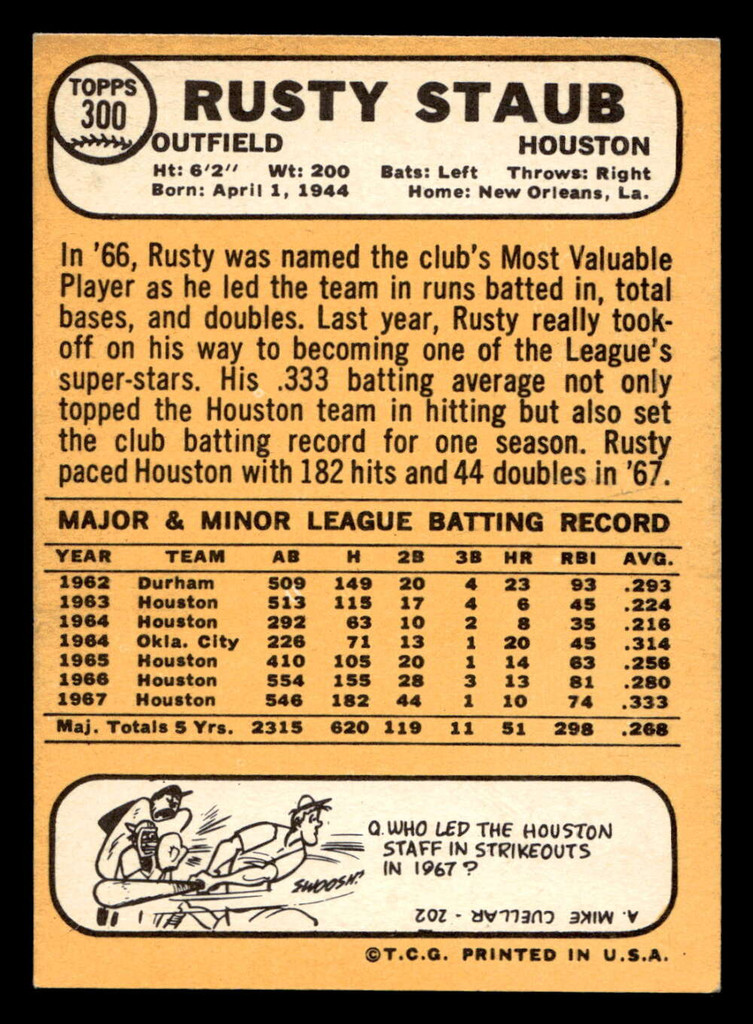 TOPPS
300
RUSTY STAUB
OUTFIELD HOUSTON
Ht: 6'2" Wt: 200 Bats: Left Throws: Right
Born: April 1, 1944 Home: New Orleans, La.
In '66, Rusty was named the club's Most Valuable
Player as he led the team in runs batted in, total
bases, and doubles. Last year, Rusty really took-
off on his way to becoming one of the League's
super-stars. His .333 batting average not only
topped the Houston team in hitting but also set
the club batting record for one season. Rusty
paced Houston with 182 hits and 44 doubles in '67.
MAJOR & MINOR LEAGUE BATTING RECORD
YEAR TEAM AB H 2B 3B HR RBI AVG.
1962 Durham 509 149 20 4 23 93 .293
1963 Houston 513 115 17 4 6 45 .224
1964 Houston 292 63 10 2 8 35 .216
1964 Okla. City 226 71 13 1 20 45 .314
1965 Houston 410 105 20 1 14 63 .256
1966 Houston 554 155 28 3 13 81 .280
1967 Houston 546 182 44 1 10 74 .333
Maj. Totals 5 Yrs. 2315 620 119 11 51 298 .268
Q. WHO LED THE HOUSTON
STAFF IN STRIKEOUTS
IN 1967?
SWOOSH!
A. MIKE CUELLAR - 202
©T.C.G. PRINTED IN U.S.A.